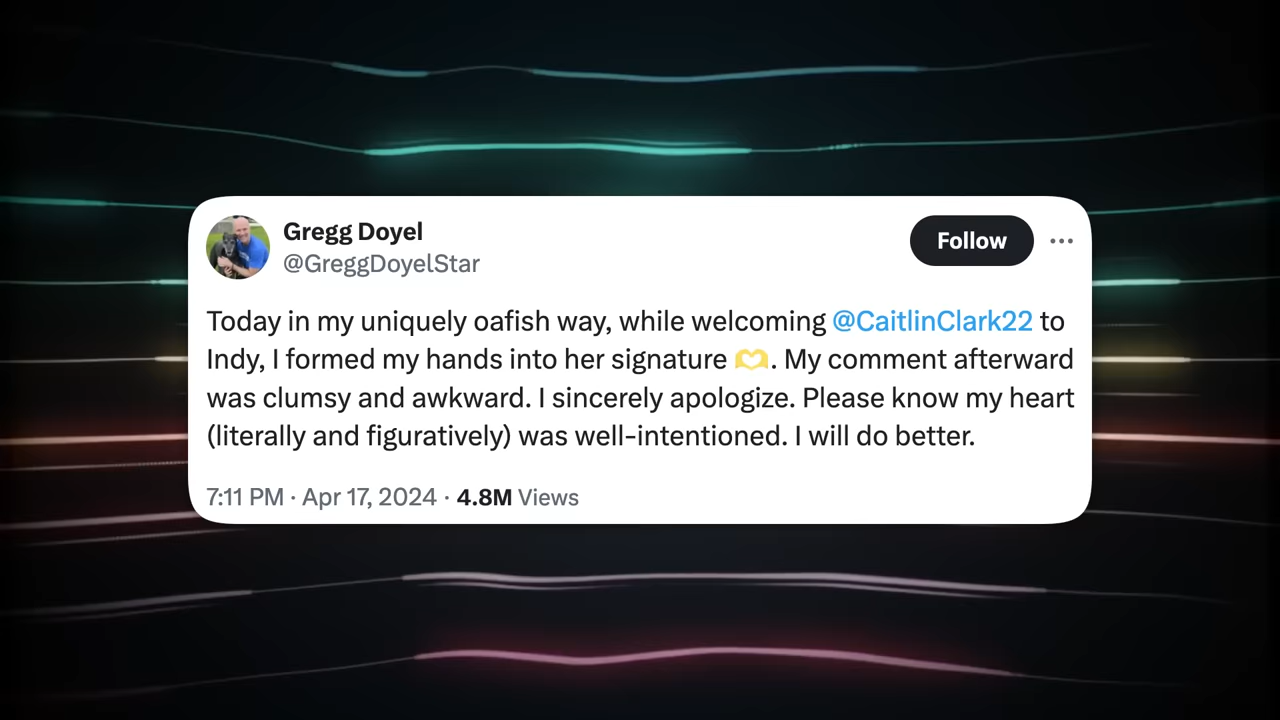 Gregg Doyel
@GreggDoyelStar
Follow
Today in my uniquely oafish way, while welcoming @CaitlinClark22 to
Indy, I formed my hands into her signature 🫶. My comment afterward
was clumsy and awkward. I sincerely apologize. Please know my heart
(literally and figuratively) was well-intentioned. I will do better.
7:11 PM · Apr 17, 2024 · 4.8M Views